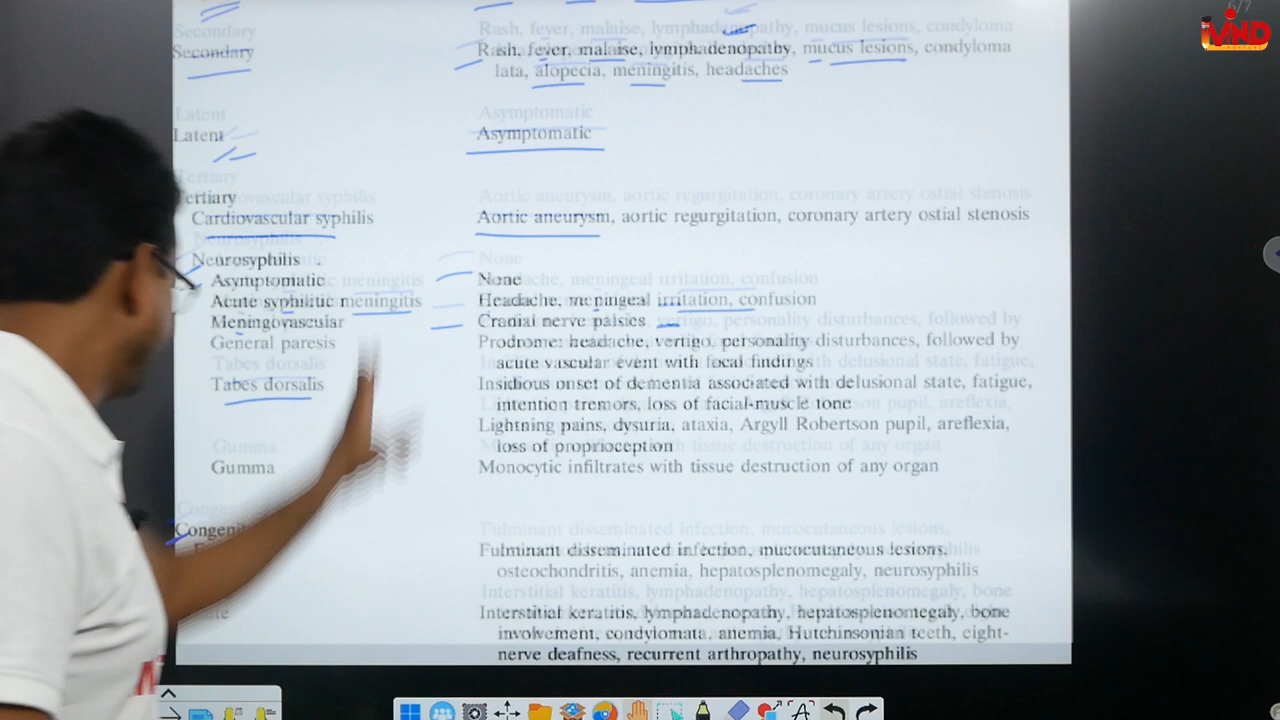 6/7
VND
Secondary
Rash, fever, malaise, lymphadenopathy, mucus lesions, condyloma
lata, alopecia, meningitis, headaches
Latent
Asymptomatic
Tertiary
Cardiovascular syphilis
Aortic aneurysm, aortic regurgitation, coronary artery ostial stenosis
Neurosyphilis
Asymptomatic
None
Acute syphilitic meningitis
Headache, meningeal irritation, confusion
Meningovascular
Cranial nerve palsies
General paresis
Prodrome: headache, vertigo, personality disturbances, followed by
acute vascular event with focal findings
Tabes dorsalis
Insidious onset of dementia associated with delusional state, fatigue,
intention tremors, loss of facial-muscle tone
Lightning pains, dysuria, ataxia, Argyll Robertson pupil, areflexia,
loss of proprioception
Gumma
Monocytic infiltrates with tissue destruction of any organ
Fulminant disseminated infection, mucocutaneous lesions,
osteochondritis, anemia, hepatosplenomegaly, neurosyphilis
Interstitial keratitis, lymphadenopathy, hepatosplenomegaly, bone
involvement, condylomata, anemia, Hutchinsonian teeth, eight-
nerve deafness, recurrent arthropathy, neurosyphilis